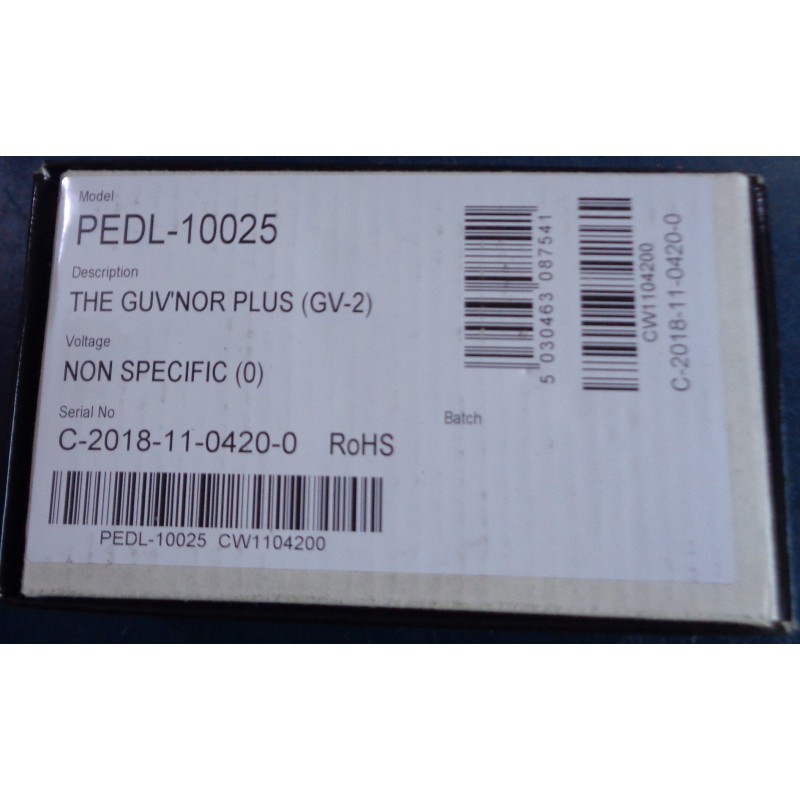 Model
PEDL-10025
Description
THE GUV'NOR PLUS (GV-2)
Voltage
NON SPECIFIC (0)
Serial No
C-2018-11-0420-0 RoHS
PEDL-10025 CW1104200
Batch
5 030463 087541
CW1104200
C-2018-11-0420-0